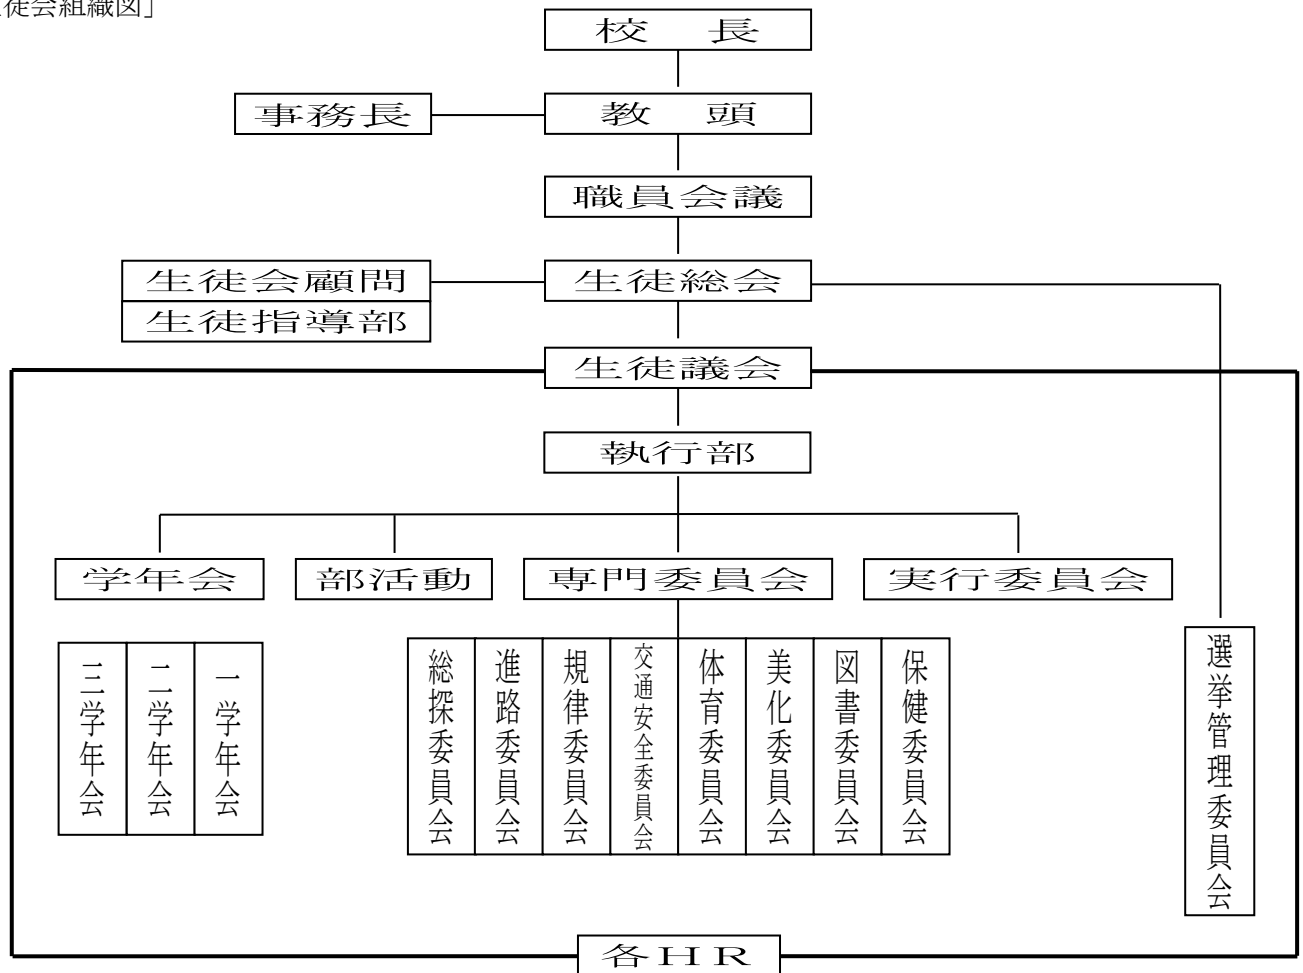 徒会組織図」
校　長
事務長
教　頭
職員会議
生徒会顧問
生徒指導部
生徒総会
生徒議会
執行部
学年会
部活動
専門委員会
実行委員会
三学年会
二学年会
一学年会
総探委員会
進路委員会
規律委員会
交通安全委員会
体育委員会
美化委員会
図書委員会
保健委員会
選挙管理委員会
各ＨＲ